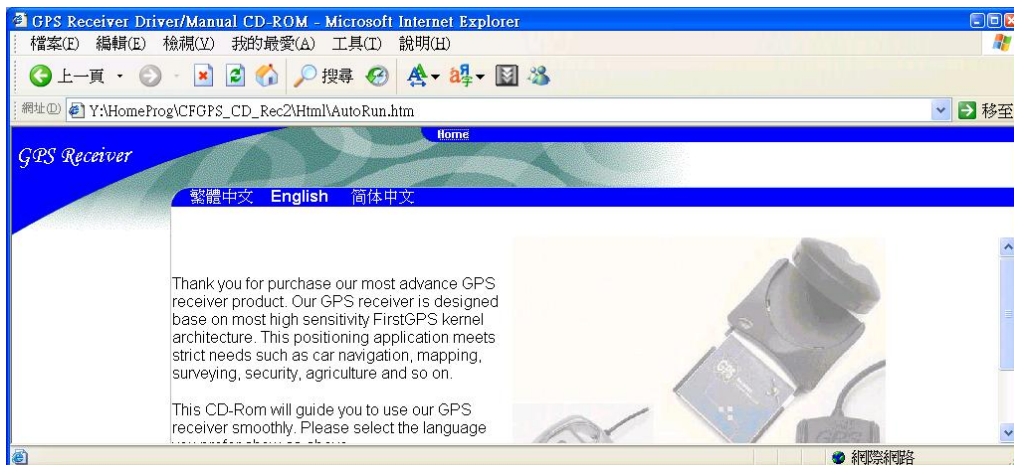 GPS Receiver Driver/Manual CD-ROM - Microsoft Internet Explorer
檔案(F) 編輯(E) 檢視(V) 我的最愛(A) 工具(T) 說明(H)
上一頁 搜尋
網址(D) Y:\HomeProg\CFGPS_CD_Rec2\Html\AutoRun.htm 移至
Home
GPS Receiver
繁體中文 English 简体中文
Thank you for purchase our most advance GPS
receiver product. Our GPS receiver is designed
base on most high sensitivity FirstGPS kernel
architecture. This positioning application meets
strict needs such as car navigation, mapping,
surveying, security, agriculture and so on.
This CD-Rom will guide you to use our GPS
receiver smoothly. Please select the language
GPS
GPS
網際網路